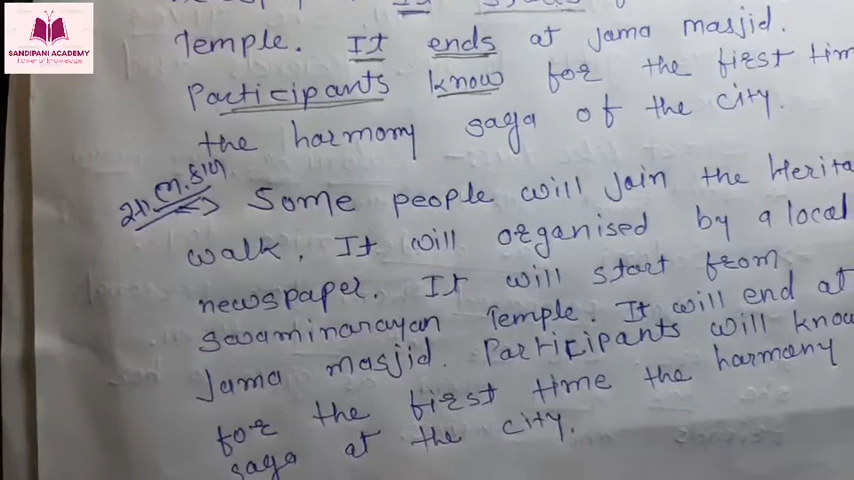 SANDIPANI ACADEMY
Power of knowledge
Temple. It ends at Jama masjid.
Participants know for the first tim
the harmony saga of the city.
સા.ભ.કાળ → Some people will join the Herita
walk. It will organised by a local
newspaper. It will start from
Swaminarayan Temple. It will end at
Jama masjid. Participants will know
for the first time the harmony
saga at the city.